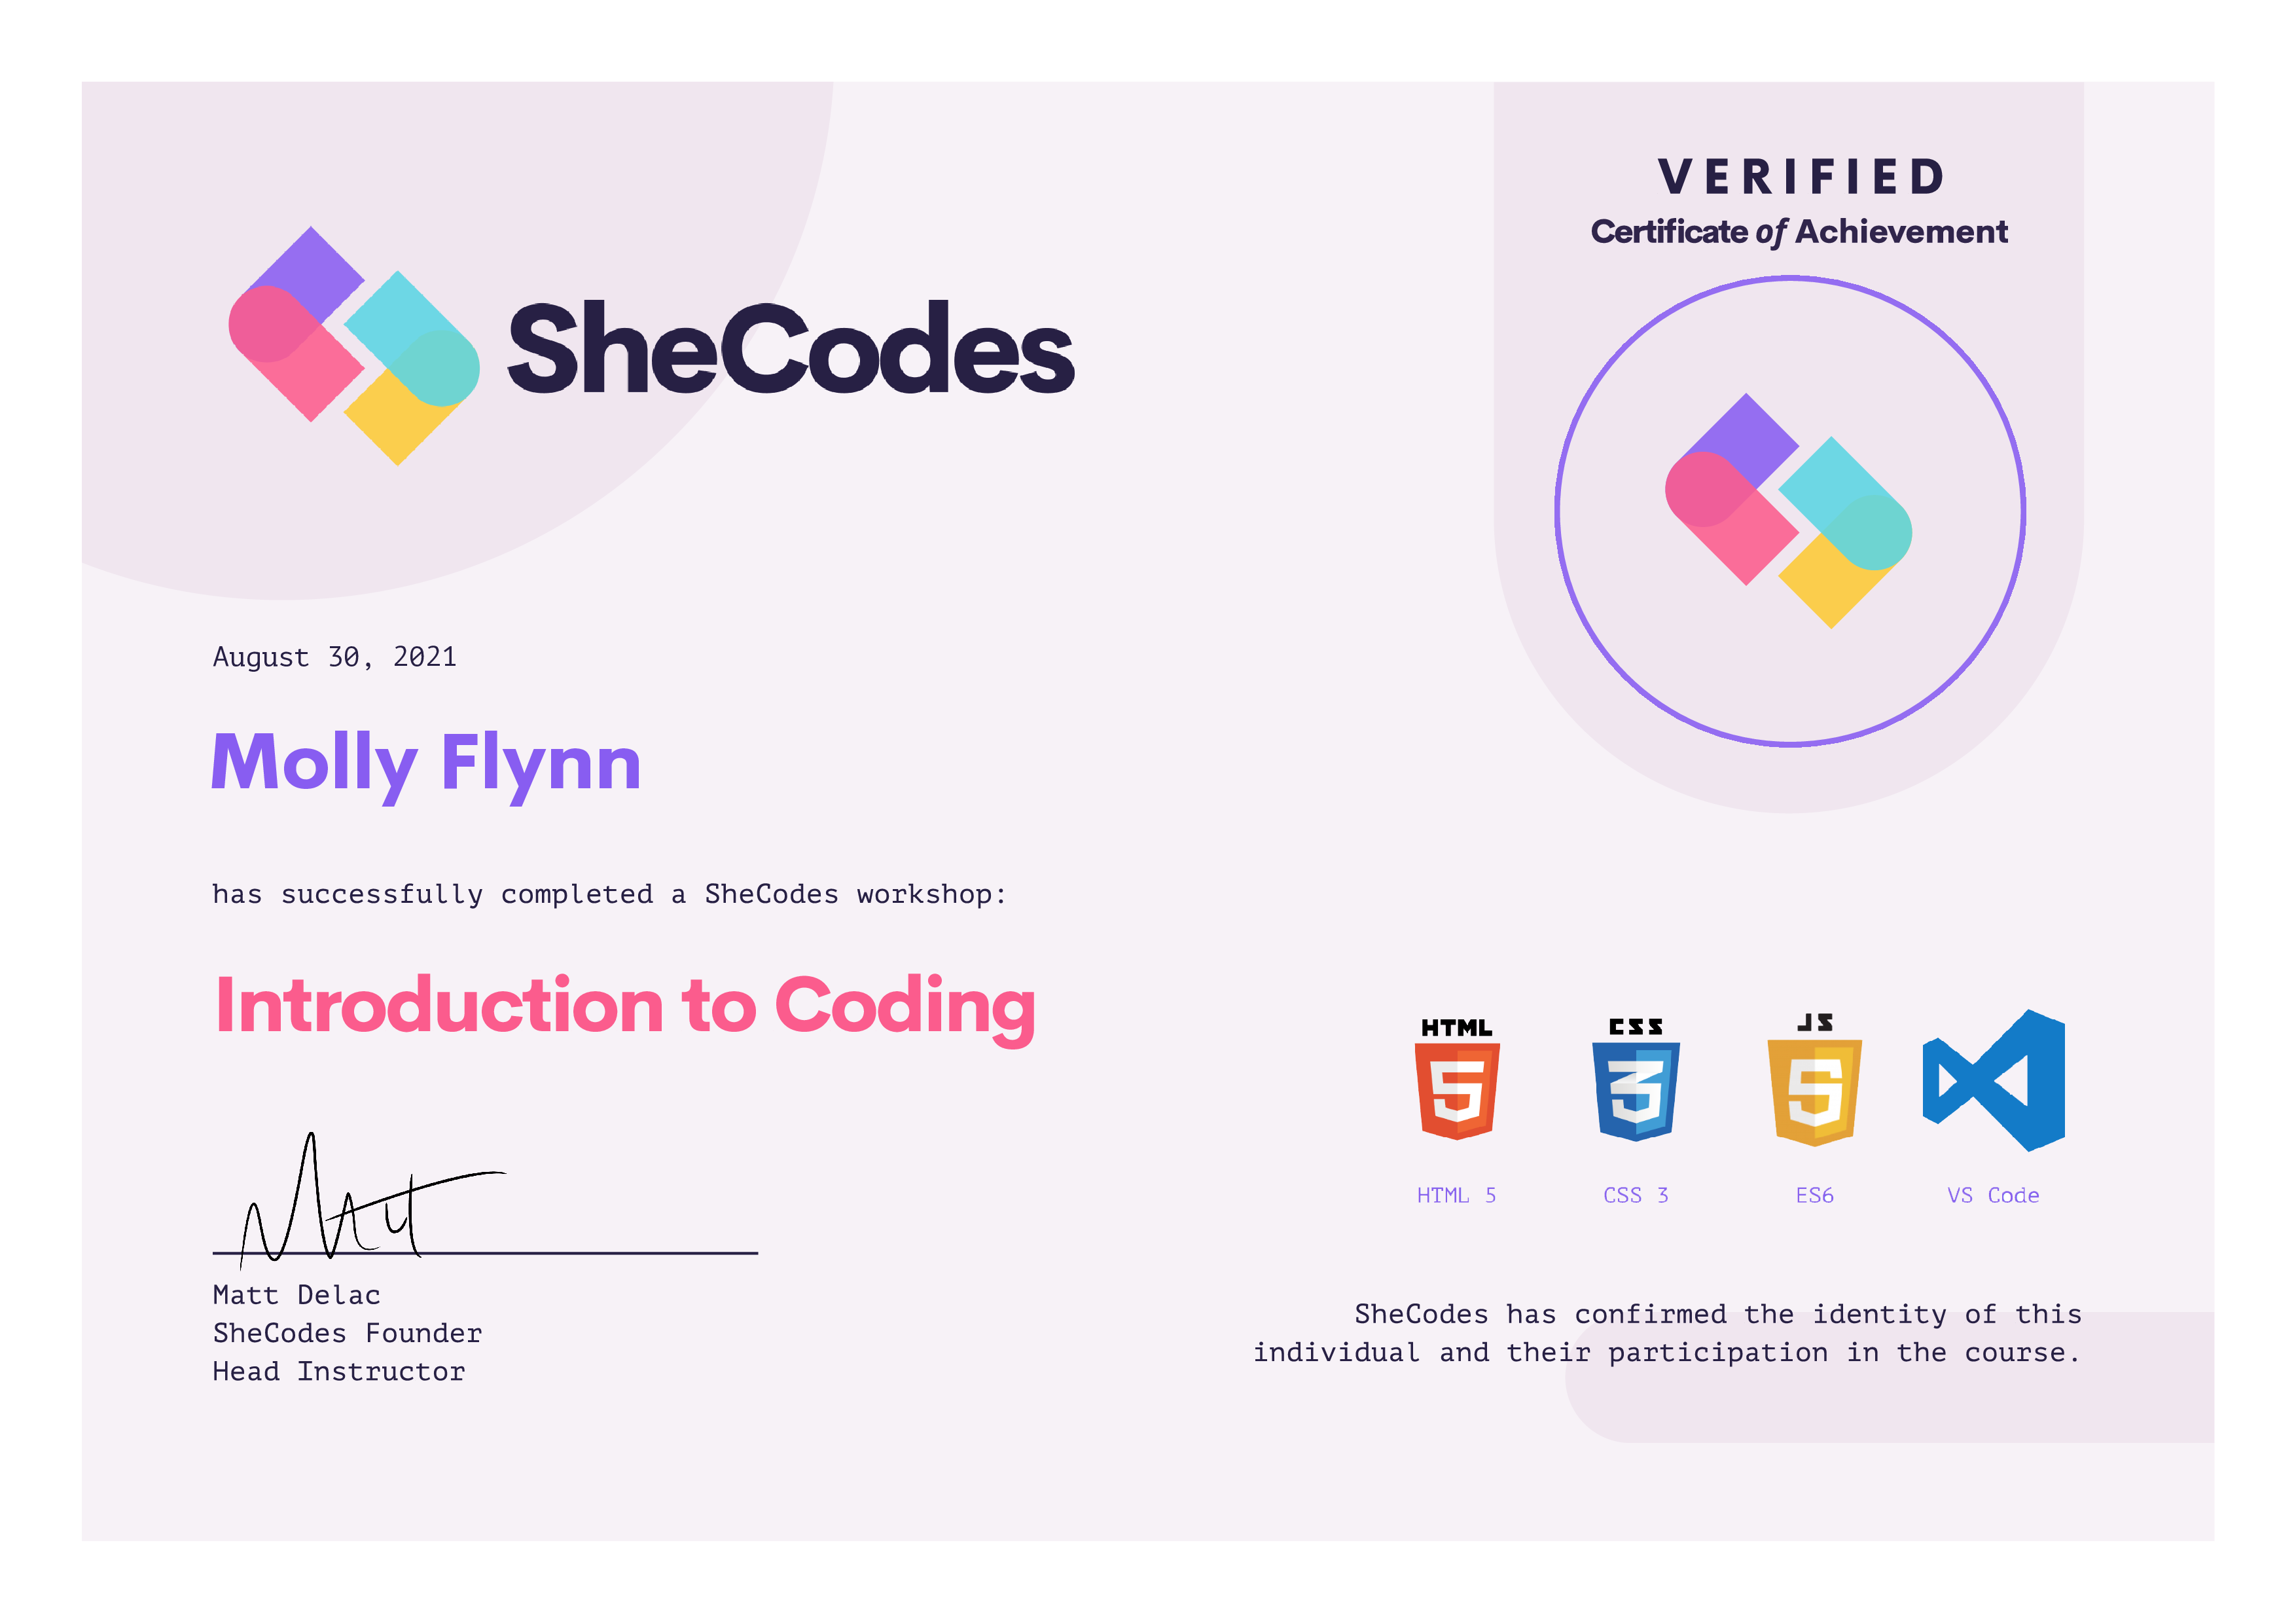 SheCodes
VERIFIED
Certificate of Achievement
August 30, 2021
Molly Flynn
has successfully completed a SheCodes workshop:
Introduction to Coding
HTML
CSS
JS
5
3
5
HTML 5
CSS 3
ES6
VS Code
Matt
Matt Delac
SheCodes Founder
Head Instructor
SheCodes has confirmed the identity of this
individual and their participation in the course.